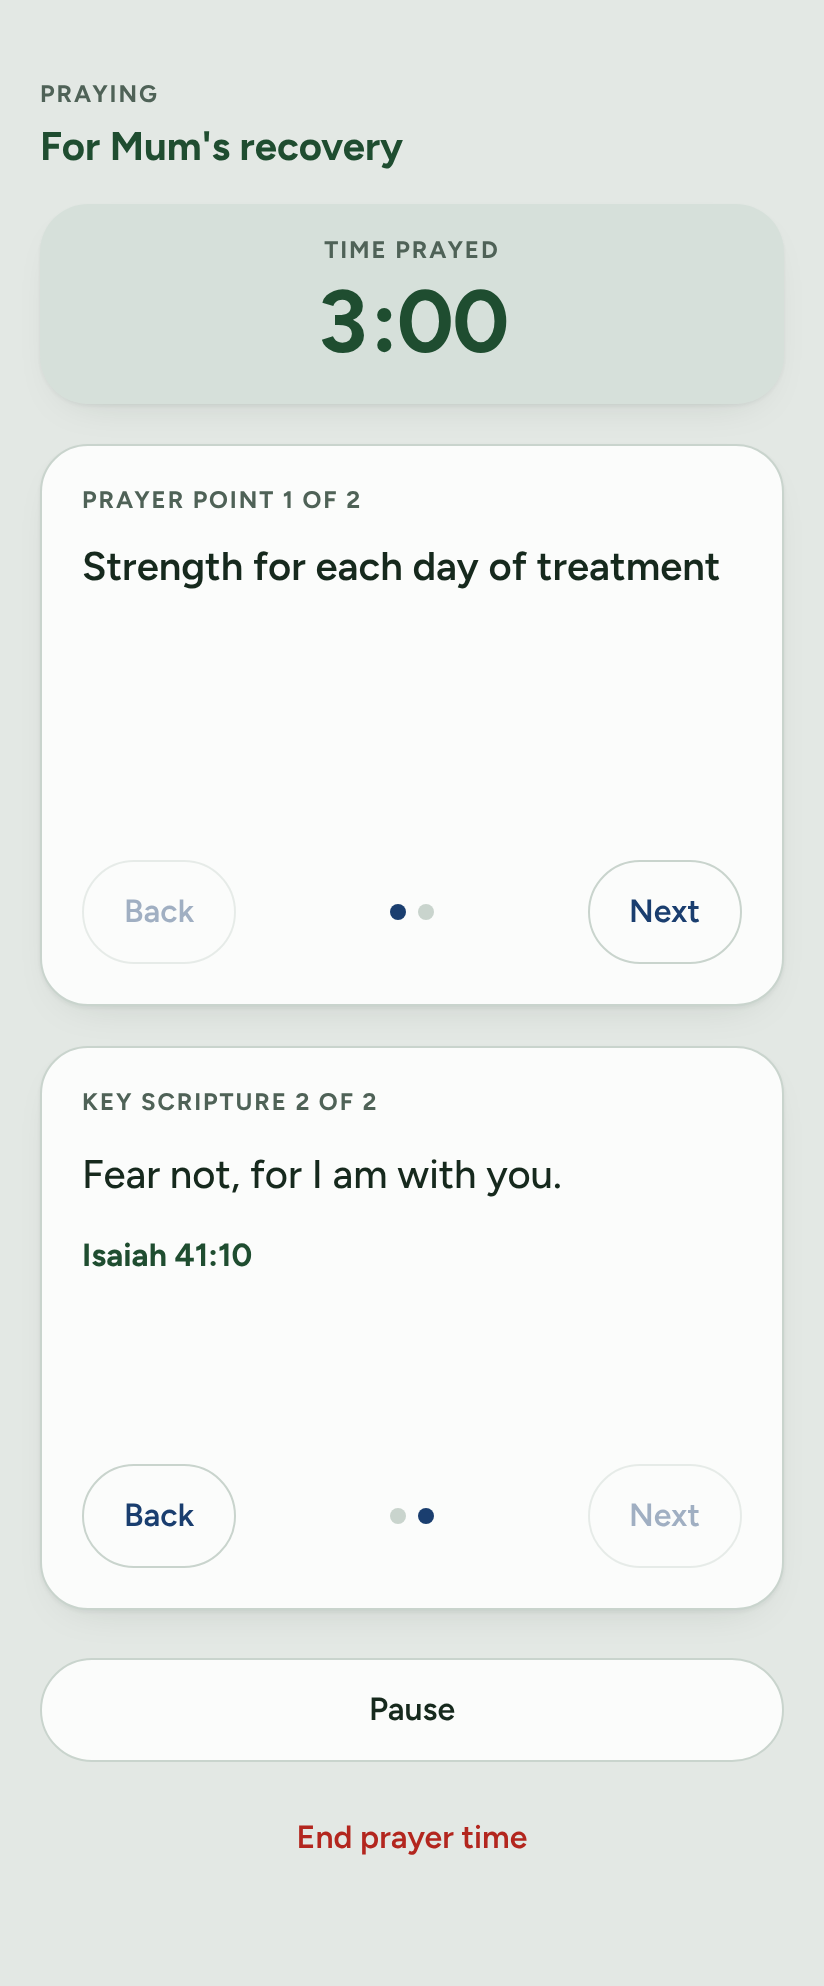 PRAYING
For Mum's recovery
TIME PRAYED
3:00
PRAYER POINT 1 OF 2
Strength for each day of treatment
Back
Next
KEY SCRIPTURE 2 OF 2
Fear not, for I am with you.
Isaiah 41:10
Back
Next
Pause
End prayer time